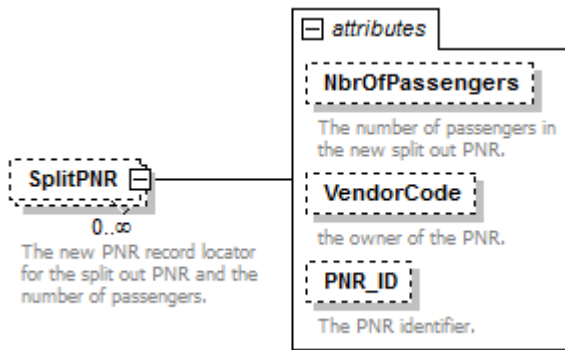 attributes
NbrOfPassengers
The number of passengers in
the new split out PNR.
SplitPNR
0..∞
The new PNR record locator
for the split out PNR and the
number of passengers.
VendorCode
the owner of the PNR.
PNR_ID
The PNR identifier.